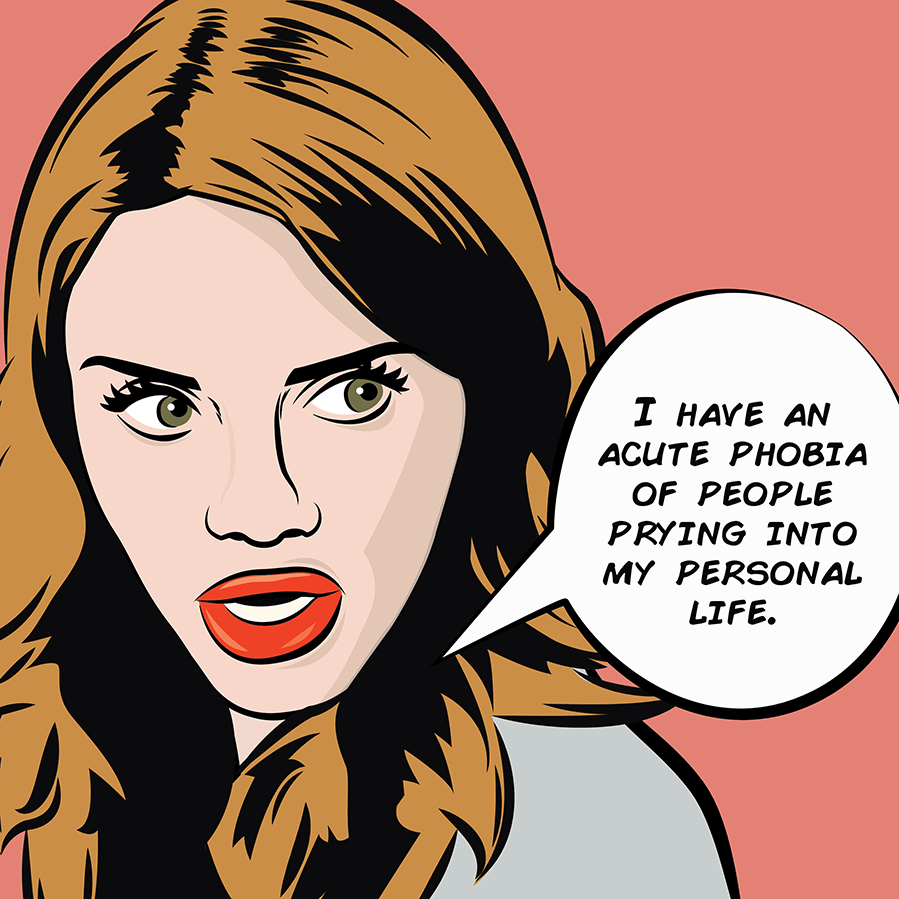 I HAVE AN
ACUTE PHOBIA
OF PEOPLE
PRYING INTO
MY PERSONAL
LIFE.